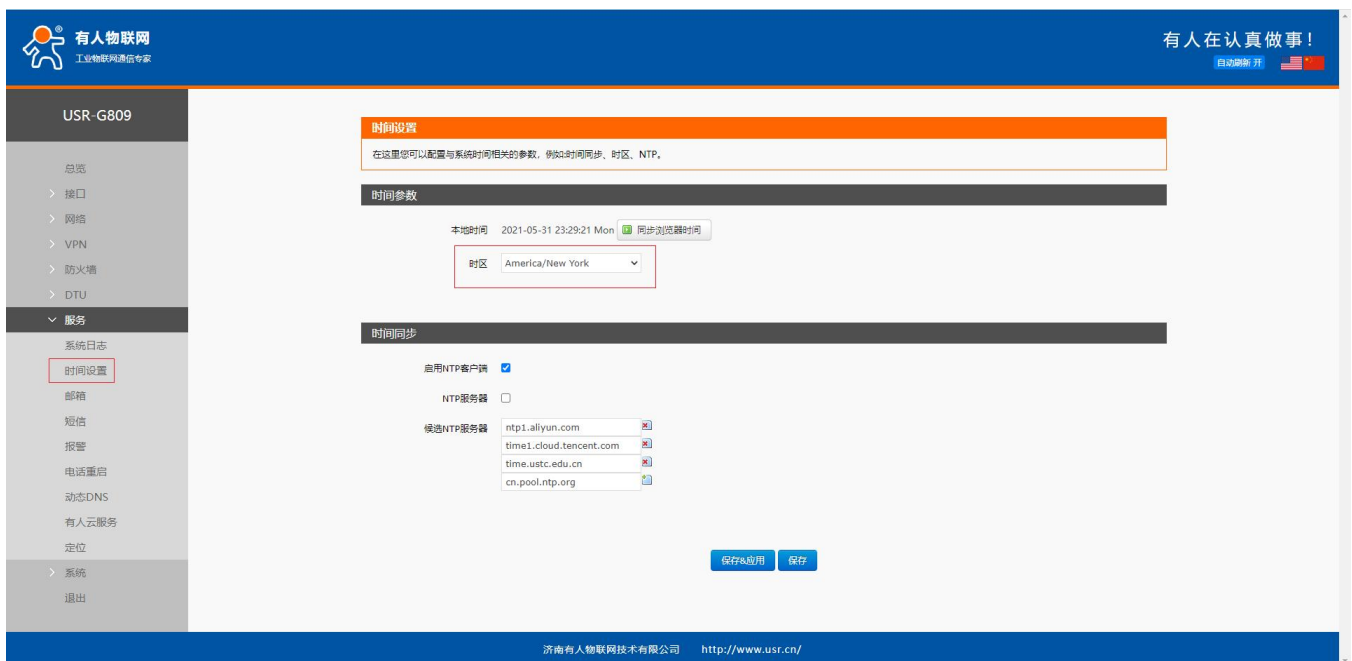 有人物联网
工业物联网通信专家
有人在认真做事！
自动刷新 开
USR-G809
总览
接口
网络
VPN
防火墙
DTU
服务
系统日志
时间设置
邮箱
短信
报警
电话重启
动态DNS
有人云服务
定位
系统
退出
时间设置
在这里您可以配置与系统时间相关的参数，例如:时间同步、时区、NTP。
时间参数
本地时间 2021-05-31 23:29:21 Mon 同步浏览器时间
时区 America/New York
时间同步
启用NTP客户端
NTP服务器
候选NTP服务器 ntp1.aliyun.com
time1.cloud.tencent.com
time.ustc.edu.cn
cn.pool.ntp.org
保存&应用 保存
济南有人物联网技术有限公司 http://www.usr.cn/